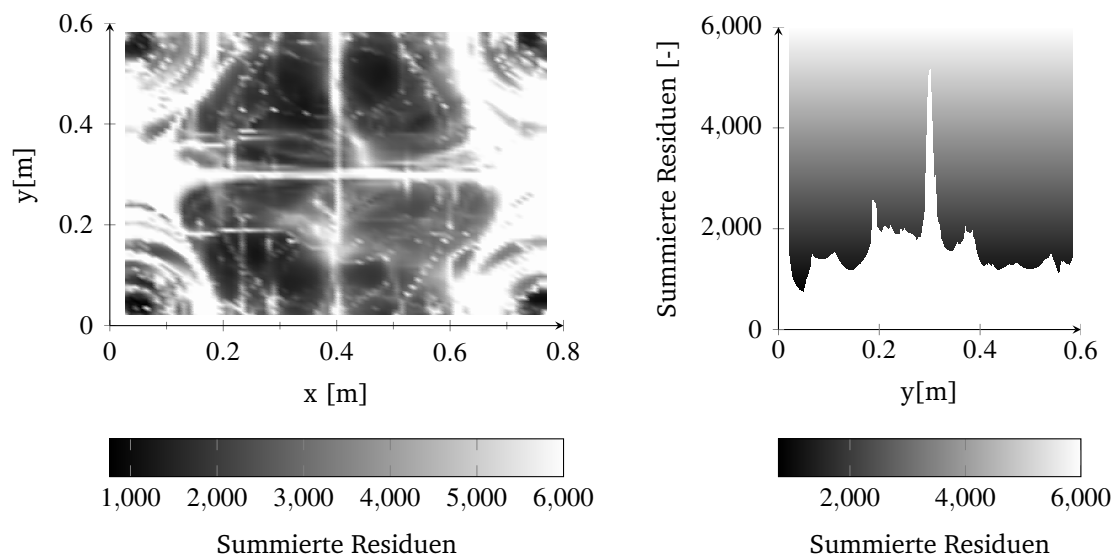 0.6
0.4
0.2
0
y[m]
0 0.2 0.4 0.6 0.8
x [m]
1,000 2,000 3,000 4,000 5,000 6,000
Summierte Residuen
6,000
4,000
2,000
0
Summierte Residuen [-]
0 0.2 0.4 0.6
y[m]
2,000 4,000 6,000
Summierte Residuen